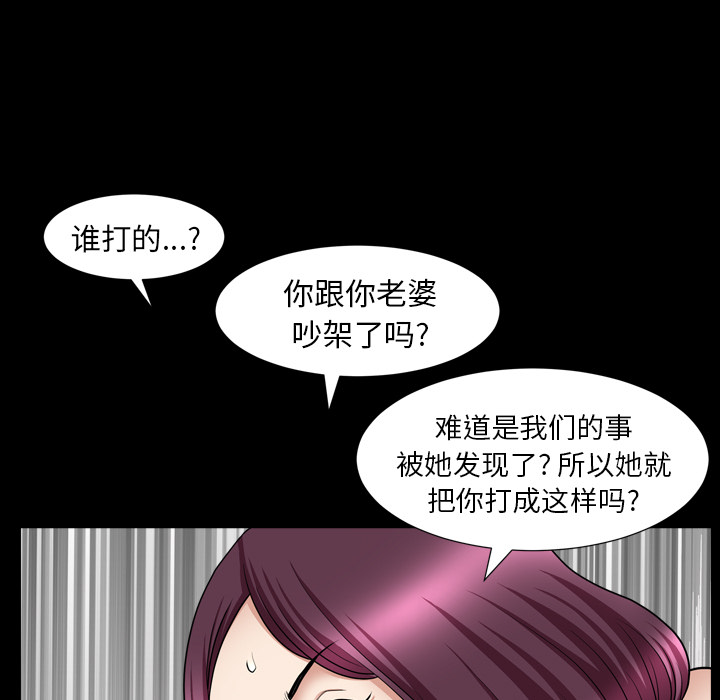 谁打的...?
你跟你老婆
吵架了吗?
难道是我们的事
被她发现了? 所以她就
把你打成这样吗?